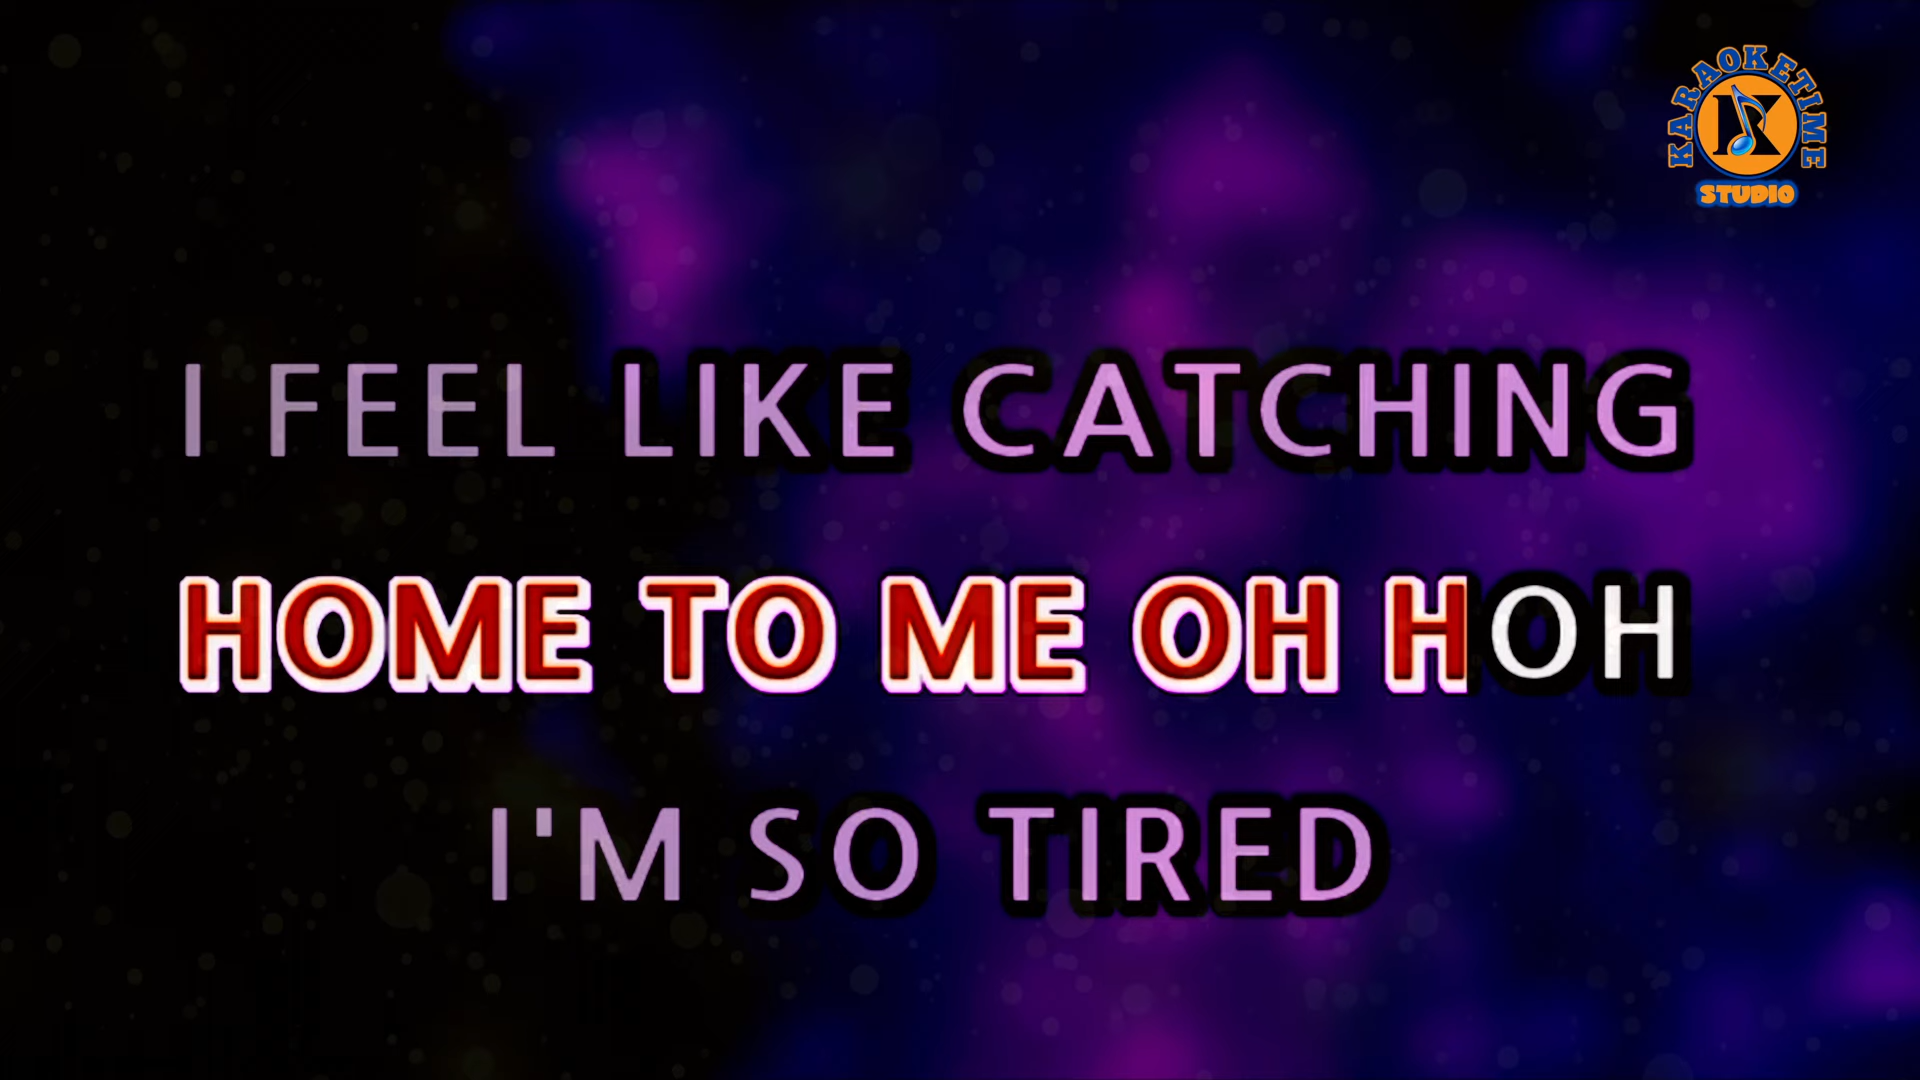 KARAOKETIME
K
STUDIO
I FEEL LIKE CATCHING
HOME TO ME OH HOH
I'M SO TIRED